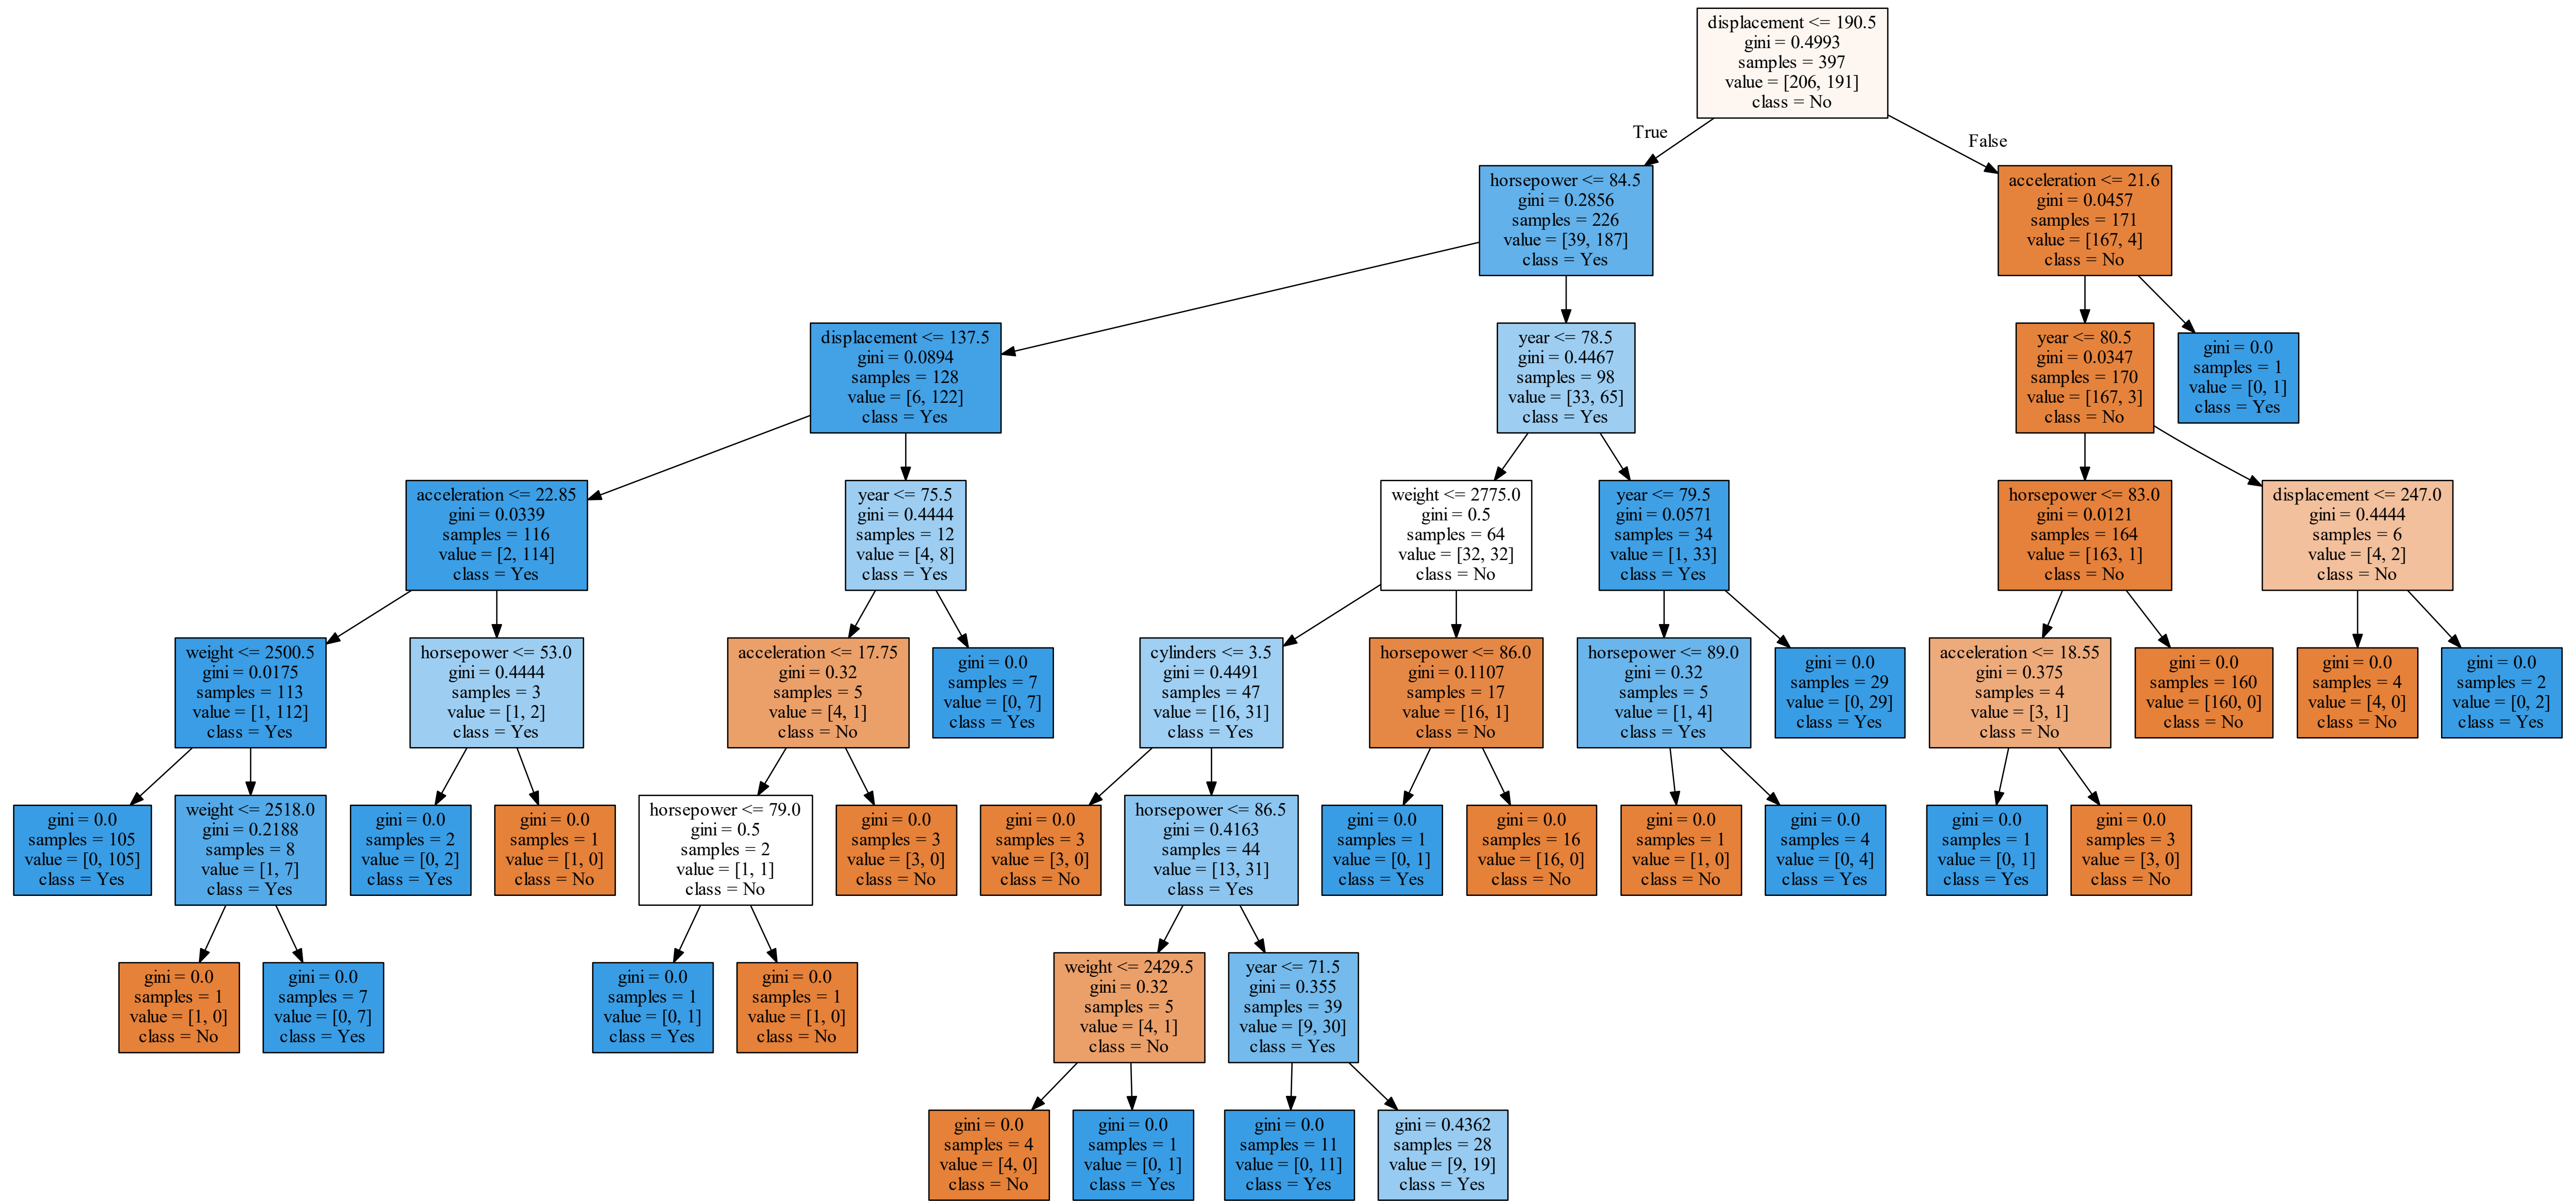 displacement <= 190.5
gini = 0.4993
samples = 397
value = [206, 191]
class = No
True
False
horsepower <= 84.5
gini = 0.2856
samples = 226
value = [39, 187]
class = Yes
acceleration <= 21.6
gini = 0.0457
samples = 171
value = [167, 4]
class = No
displacement <= 137.5
gini = 0.0894
samples = 128
value = [6, 122]
class = Yes
year <= 78.5
gini = 0.4467
samples = 98
value = [33, 65]
class = Yes
year <= 80.5
gini = 0.0347
samples = 170
value = [167, 3]
class = No
gini = 0.0
samples = 1
value = [0, 1]
class = Yes
acceleration <= 22.85
gini = 0.0339
samples = 116
value = [2, 114]
class = Yes
year <= 75.5
gini = 0.4444
samples = 12
value = [4, 8]
class = Yes
weight <= 2775.0
gini = 0.5
samples = 64
value = [32, 32]
class = No
year <= 79.5
gini = 0.0571
samples = 34
value = [1, 33]
class = Yes
horsepower <= 83.0
gini = 0.0121
samples = 164
value = [163, 1]
class = No
displacement <= 247.0
gini = 0.4444
samples = 6
value = [4, 2]
class = No
weight <= 2500.5
gini = 0.0175
samples = 113
value = [1, 112]
class = Yes
horsepower <= 53.0
gini = 0.4444
samples = 3
value = [1, 2]
class = Yes
acceleration <= 17.75
gini = 0.32
samples = 5
value = [4, 1]
class = No
gini = 0.0
samples = 7
value = [0, 7]
class = Yes
cylinders <= 3.5
gini = 0.4491
samples = 47
value = [16, 31]
class = Yes
horsepower <= 86.0
gini = 0.1107
samples = 17
value = [16, 1]
class = No
horsepower <= 89.0
gini = 0.32
samples = 5
value = [1, 4]
class = Yes
gini = 0.0
samples = 29
value = [0, 29]
class = Yes
acceleration <= 18.55
gini = 0.375
samples = 4
value = [3, 1]
class = No
gini = 0.0
samples = 160
value = [160, 0]
class = No
gini = 0.0
samples = 4
value = [4, 0]
class = No
gini = 0.0
samples = 2
value = [0, 2]
class = Yes
gini = 0.0
samples = 105
value = [0, 105]
class = Yes
weight <= 2518.0
gini = 0.2188
samples = 8
value = [1, 7]
class = Yes
gini = 0.0
samples = 2
value = [0, 2]
class = Yes
gini = 0.0
samples = 1
value = [1, 0]
class = No
horsepower <= 79.0
gini = 0.5
samples = 2
value = [1, 1]
class = No
gini = 0.0
samples = 3
value = [3, 0]
class = No
gini = 0.0
samples = 3
value = [3, 0]
class = No
horsepower <= 86.5
gini = 0.4163
samples = 44
value = [13, 31]
class = Yes
gini = 0.0
samples = 1
value = [0, 1]
class = Yes
gini = 0.0
samples = 16
value = [16, 0]
class = No
gini = 0.0
samples = 1
value = [1, 0]
class = No
gini = 0.0
samples = 4
value = [0, 4]
class = Yes
gini = 0.0
samples = 1
value = [0, 1]
class = Yes
gini = 0.0
samples = 3
value = [3, 0]
class = No
gini = 0.0
samples = 1
value = [1, 0]
class = No
gini = 0.0
samples = 7
value = [0, 7]
class = Yes
gini = 0.0
samples = 1
value = [0, 1]
class = Yes
gini = 0.0
samples = 1
value = [1, 0]
class = No
weight <= 2429.5
gini = 0.32
samples = 5
value = [4, 1]
class = No
year <= 71.5
gini = 0.355
samples = 39
value = [9, 30]
class = Yes
gini = 0.0
samples = 4
value = [4, 0]
class = No
gini = 0.0
samples = 1
value = [0, 1]
class = Yes
gini = 0.0
samples = 11
value = [0, 11]
class = Yes
gini = 0.4362
samples = 28
value = [9, 19]
class = Yes